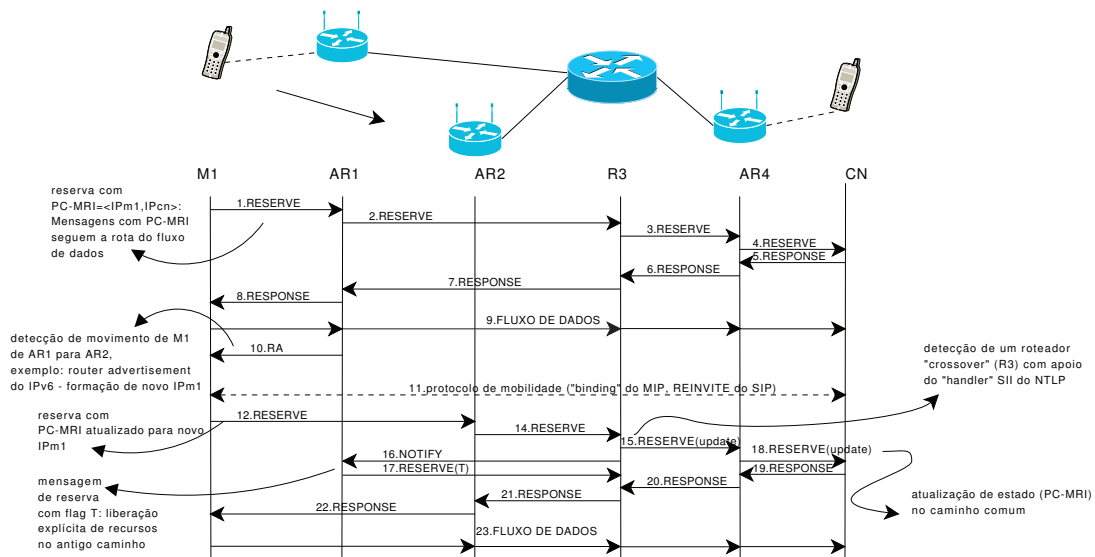 M1
AR1
AR2
R3
AR4
CN
reserva com
PC-MRI=<IPm1,IPcn>:
Mensagens com PC-MRI
seguem a rota do fluxo
de dados
1.RESERVE
2.RESERVE
3.RESERVE
4.RESERVE
5.RESPONSE
6.RESPONSE
7.RESPONSE
8.RESPONSE
9.FLUXO DE DADOS
detecção de movimento de M1
de AR1 para AR2,
exemplo: router advertisement
do IPv6 - formação de novo IPm1
10.RA
detecção de um roteador
"crossover" (R3) com apoio
do "handler" SII do NTLP
11.protocolo de mobilidade ("binding" do MIP, REINVITE do SIP)
reserva com
PC-MRI atualizado para novo
IPm1
12.RESERVE
14.RESERVE
15.RESERVE(update)
16.NOTIFY
18.RESERVE(update)
17.RESERVE(T)
19.RESPONSE
mensagem
de reserva
com flag T: liberação
explícita de recursos
no antigo caminho
20.RESPONSE
21.RESPONSE
22.RESPONSE
atualização de estado (PC-MRI)
no caminho comum
23.FLUXO DE DADOS